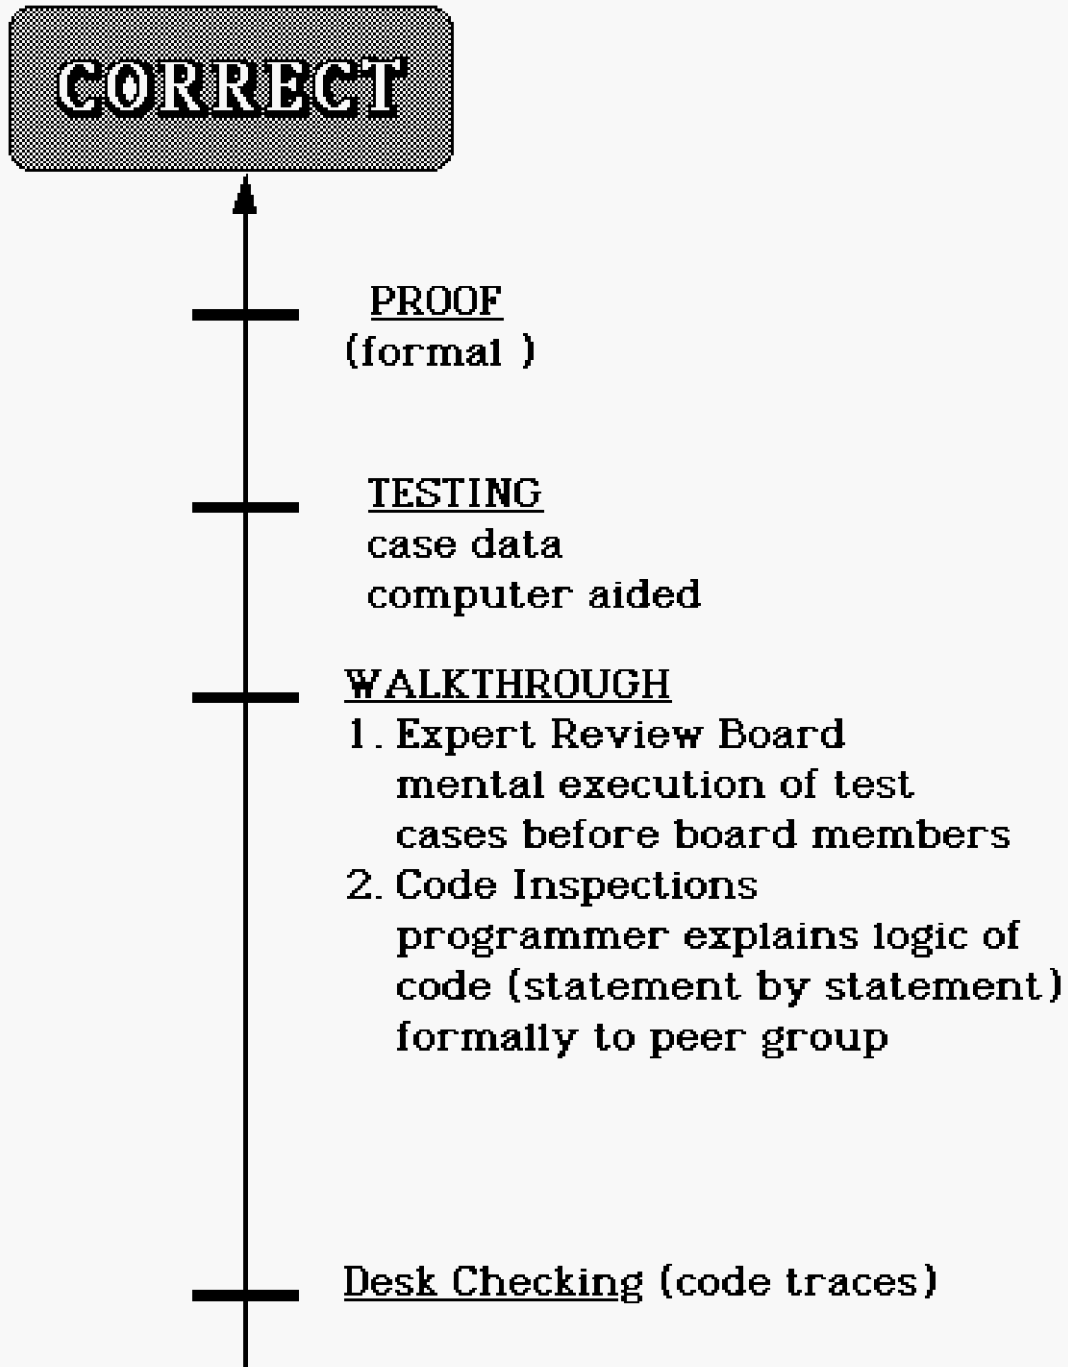 CORRECT
PROOF
(formal )
TESTING
case data
computer aided
WALKTHROUGH
1. Expert Review Board
mental execution of test
cases before board members
2. Code Inspections
programmer explains logic of
code (statement by statement)
formally to peer group
Desk Checking (code traces)